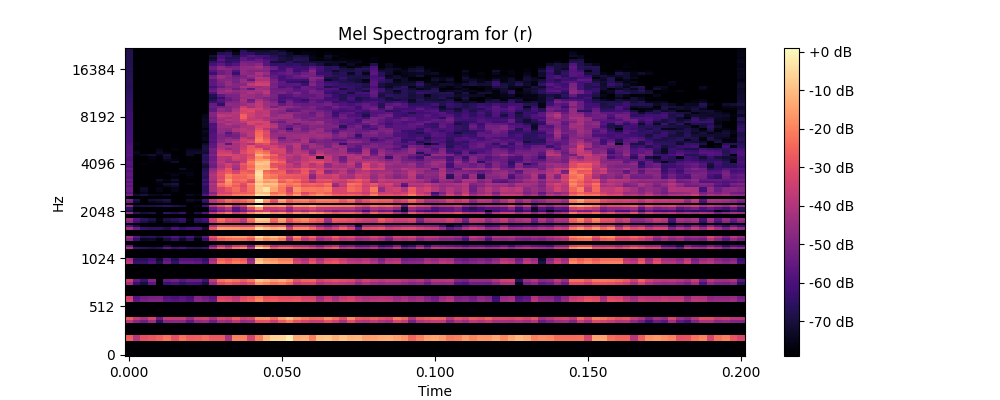 Mel Spectrogram for (r)
Hz
16384
8192
4096
2048
1024
512
0
0.000 0.050 0.100 0.150 0.200
Time
+0 dB
-10 dB
-20 dB
-30 dB
-40 dB
-50 dB
-60 dB
-70 dB